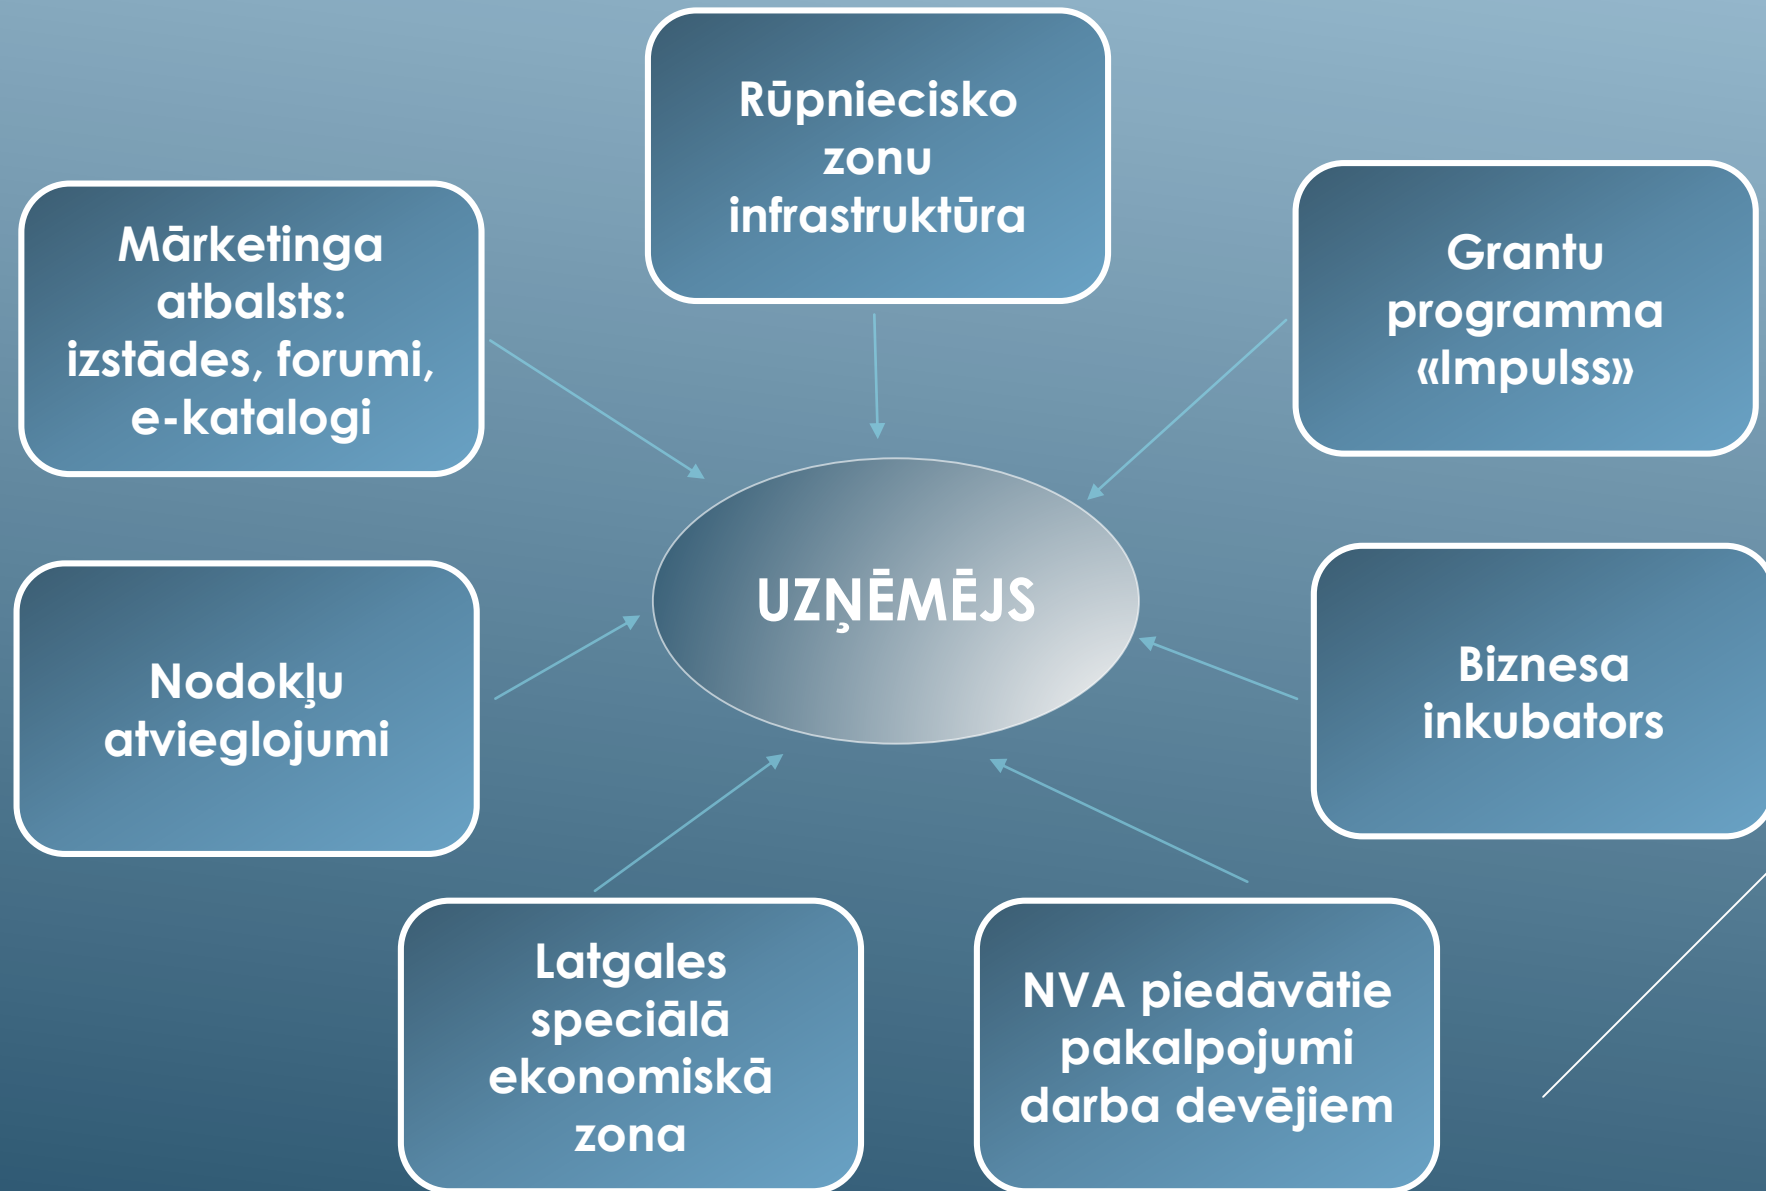 Rūpniecisko
zonu
infrastruktūra
Mārketinga
atbalsts:
izstādes, forumi,
e-katalogi
Grantu
programma
«Impulss»
UZŅĒMĒJS
Nodokļu
atvieglojumi
Biznesa
inkubators
Latgales
speciālā
ekonomiskā
zona
NVA piedāvātie
pakalpojumi
darba devējiem